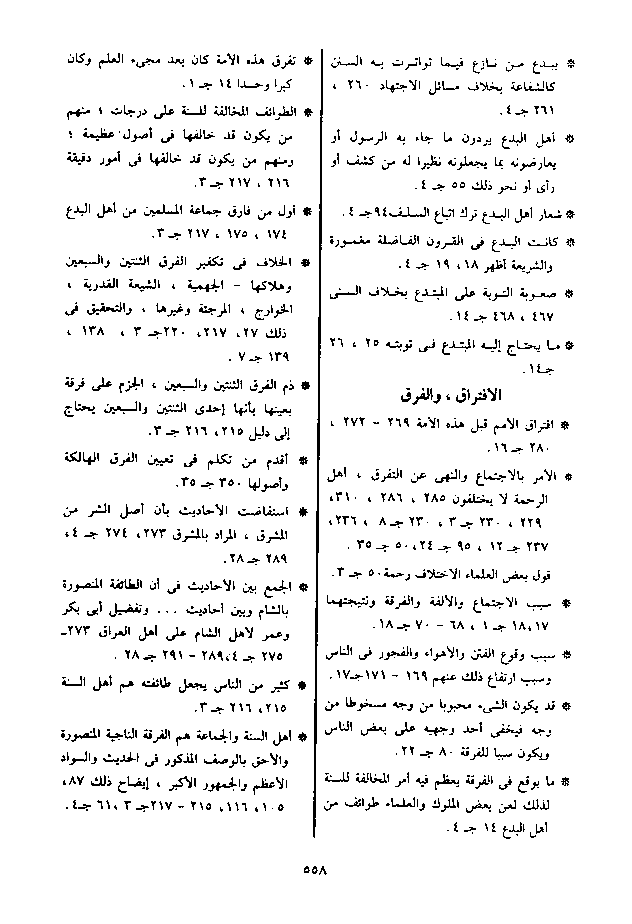 * يبدع من نازع فيما تواترت به السنن
كالشفاعة بخلاف مسائل الاجتهاد ٢٦٠ ،
٢٦١ جـ ٤.
* أهل البدع يردون ما جاء به الرسول أو
يعارضونه بما يجعلونه نظيرا له من كشف أو
رأى أو نحو ذلك ٥٥ جـ ٤.
* شعار أهل البدع ترك اتباع السلف٩٤جـ ٤.
* كانت البدع فى القرون الفاضلة مغمورة
والشريعة أظهر ١٨، ١٩ جـ ٤.
* صعوبة التوبة على المبتدع بخلاف السنى
٤٦٧ ، ٤٦٨ جـ ١٤.
* ما يحتاج إليه المبتدع فى توبته ٢٥ ، ٢٦
جـ١٤.
الافتراق ، والفرق
* افتراق الأمم قبل هذه الأمة ٢٦٩ - ٢٧٢ ،
٢٨٠ جـ ١٦.
* الأمر بالاجتماع والنهى عن التفرق ، أهل
الرحمة لا يختلفون ٢٨٥ ، ٢٨٦ ، ٣١٠،
٢٢٩ ، ٢٣٠ جـ ٣ ، ٢٣٠ جـ ٨ ، ٢٣٦،
٢٣٧ جـ ١٢ ، ٩٥ جـ ٢٤، ٥٠ جـ ٣٥ .
قول بعض العلماء الاختلاف رحمة ٥٠ جـ ٣.
* سبب الاجتماع والألفة والفرقة ونتيجتهما
١٧،١٨ جـ ١ ، ٦٨ - ٧٠ جـ ١٨.
* سبب وقوع الفتن والأهواء والفجور فى الناس
وسبب ارتفاع ذلك عنهم ١٦٩ - ١٧١جـ١٧.
* قد يكون الشىء محبوبا من وجه مسخوطا من
وجه فيخفى أحد وجهيه على بعض الناس
ويكون سببا للفرقة ٨٠ جـ ٢٢.
* ما يوقع فى الفرقة يعظم فيه أمر المخالفة للسنة
لذلك لعن بعض الملوك والعلماء طوائف من
أهل البدع ١٤ جـ ٤.
* تفرق هذه الأمة كان بعد مجىء العلم وكان
كبرا وحسدا ١٤ جـ ١.
* الطوائف المخالفة للسنة على درجات ؛ منهم
من يكون قد خالفها فى أصول عظيمة ؛
ومنهم من يكون قد خالفها فى أمور دقيقة
٢١٦ ، ٢١٧ جـ ٣.
* أول من فارق جماعة المسلمين من أهل البدع
١٧٤ ، ١٧٥ ، ٢١٧ جـ ٣.
* الخلاف فى تكفير الفرق الثنتين والسبعين
وهلاكها - الجهمية ، الشيعة القدرية ،
الخوارج ، المرجئة وغيرها ، والتحقيق فى
ذلك ٢٧، ٢١٧، ٢٢٠جـ ٣ ، ١٣٨ ،
١٣٩ جـ ٧ .
* ذم الفرق الثنتين والسبعين ، الجزم على فرقة
بعينها بأنها إحدى الثنتين والسبعين يحتاج
إلى دليل ٢١٥، ٢١٦ جـ ٣.
* أقدم من تكلم فى تعيين الفرق الهالكة
وأصولها ٣٥٠ جـ ٣٥.
* استفاضت الأحاديث بأن أصل الشر من
المشرق ، المراد بالمشرق ٢٧٣، ٢٧٤ جـ ٤،
٢٨٩ جـ ٢٨.
* الجمع بين الأحاديث فى أن الطائفة المنصورة
بالشام وبين أحاديث ... وتفضيل أبى بكر
وعمر لأهل الشام على أهل العراق ٢٧٣-
٢٧٥ جـ ٤، ٢٨٩- ٢٩١ جـ ٢٨ .
* كثير من الناس يجعل طائفته هم أهل السنة
٢١٥، ٢١٦ جـ ٣.
* أهل السنة والجماعة هم الفرقة الناجية المنصورة
والأحق بالوصف المذكور فى الحديث والسواد
الأعظم والجمهور الأكبر ، إيضاح ذلك ٨٧،
١٠٥ ، ١١٦، ٢١٥ - ٢١٧جـ ٣ ، ٦١ جـ٤.
٥٥٨